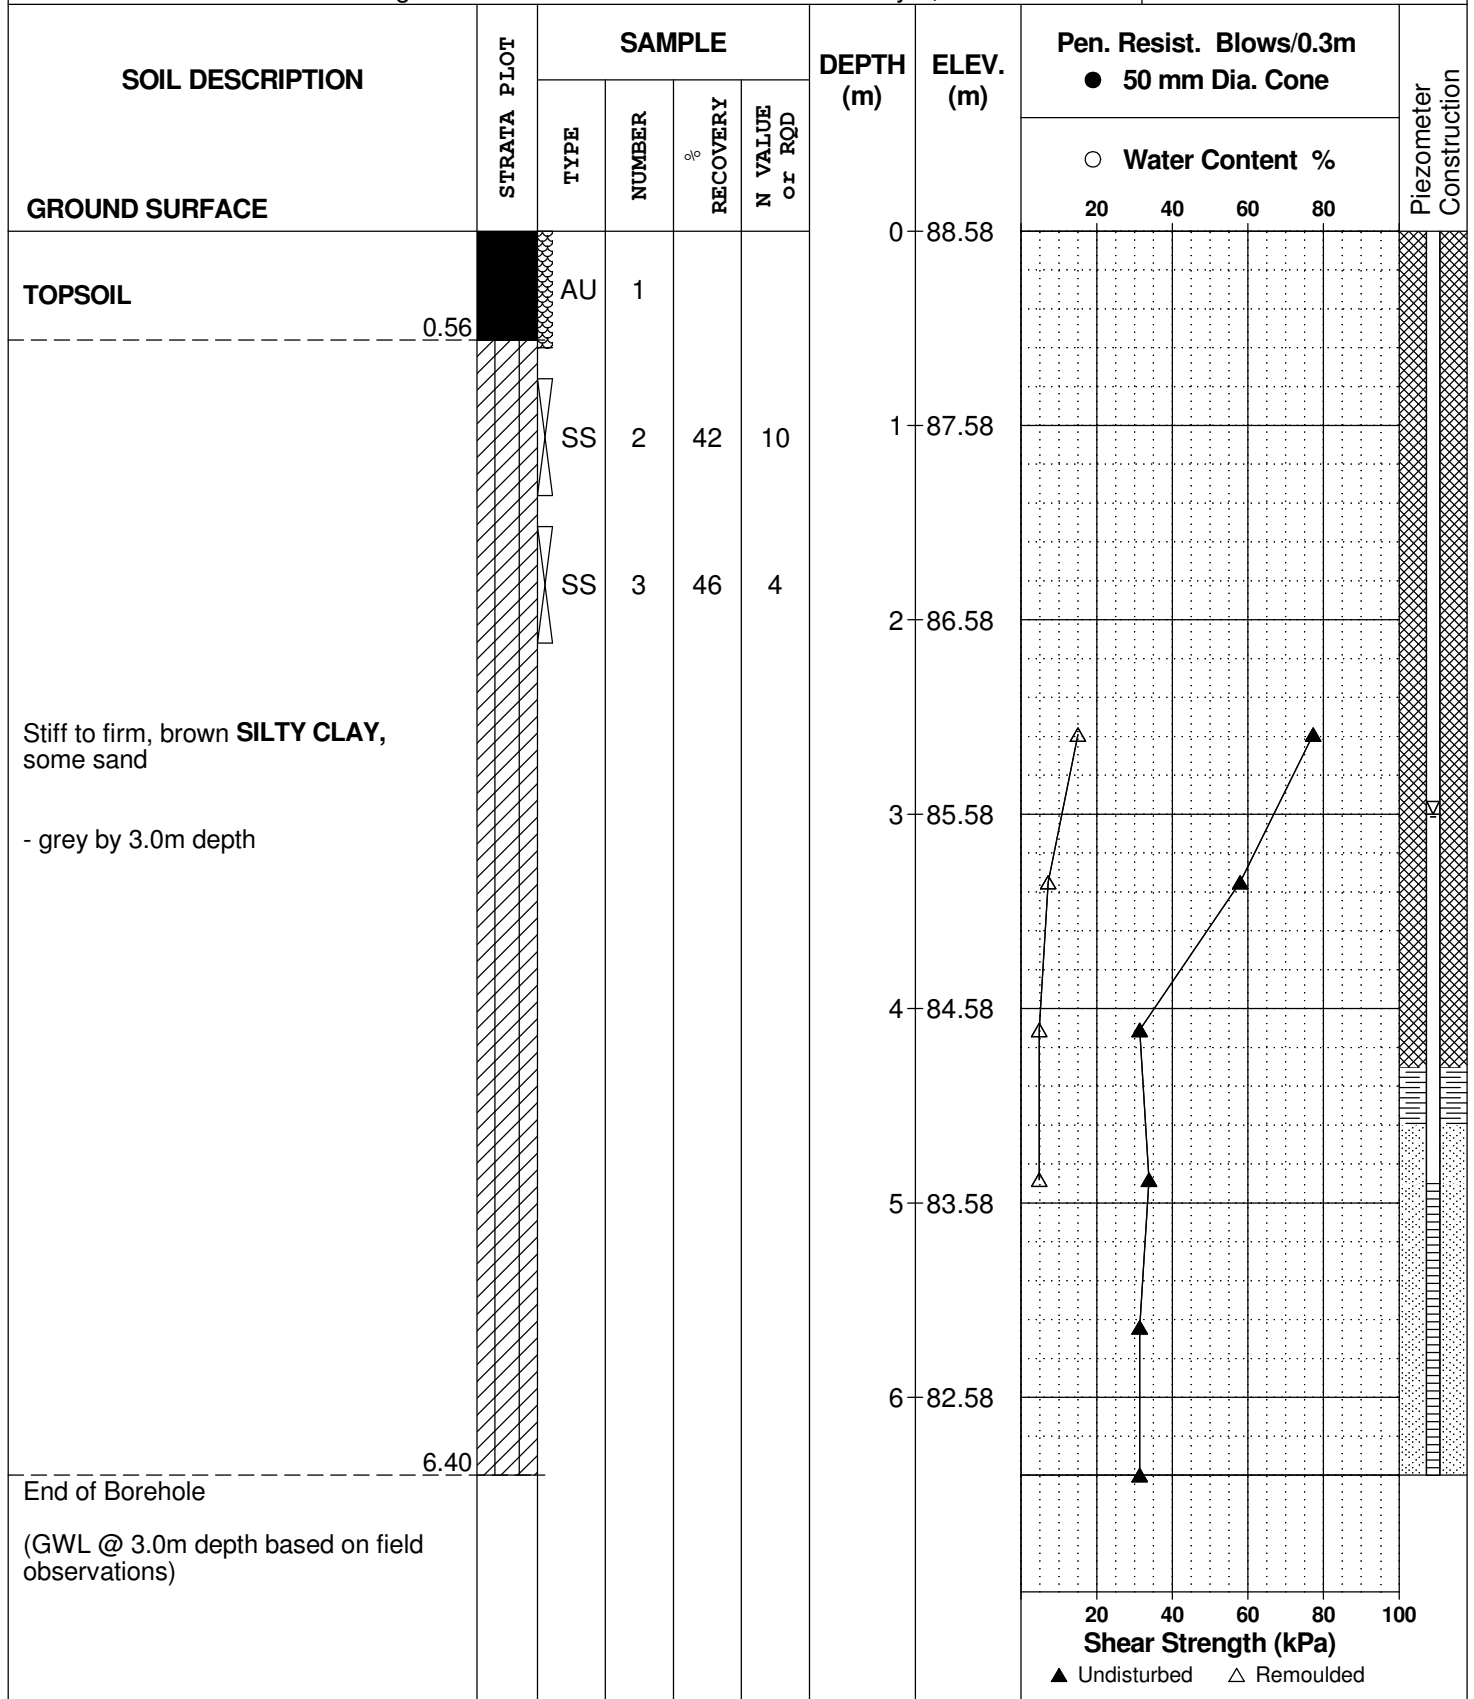 SOIL DESCRIPTION
GROUND SURFACE
STRATA PLOT
SAMPLE
TYPE
NUMBER
%
RECOVERY
N VALUE
or RQD
DEPTH
(m)
ELEV.
(m)
Pen. Resist. Blows/0.3m
● 50 mm Dia. Cone
○ Water Content %
20 40 60 80
Piezometer
Construction
0 88.58
TOPSOIL
AU 1
0.56
SS 2 42 10
1 87.58
SS 3 46 4
2 86.58
Stiff to firm, brown SILTY CLAY,
some sand
3 85.58
- grey by 3.0m depth
4 84.58
5 83.58
6 82.58
6.40
End of Borehole
(GWL @ 3.0m depth based on field
observations)
20 40 60 80 100
Shear Strength (kPa)
▲ Undisturbed △ Remoulded